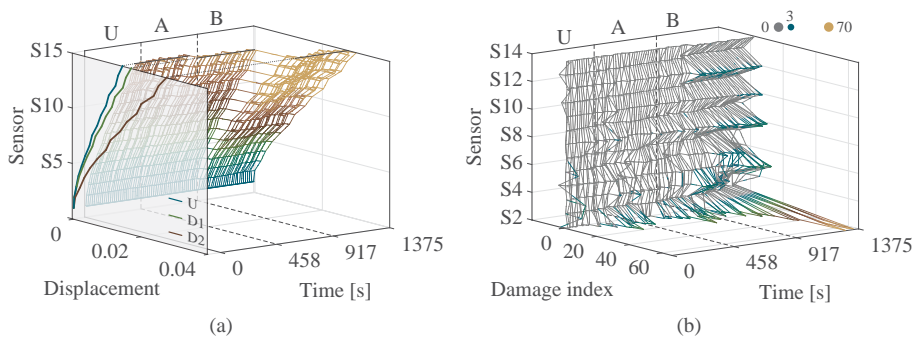 U A B
S15
S10
S5
Sensor
U
D1
D2
0
0.02
0.04
Displacement
0
458
917
1375
Time [s]
(a)
0 3 70
U A B
S14
S12
S10
S8
S6
S4
S2
Sensor
0
20
40
60
Damage index
0
458
917
1375
Time [s]
(b)